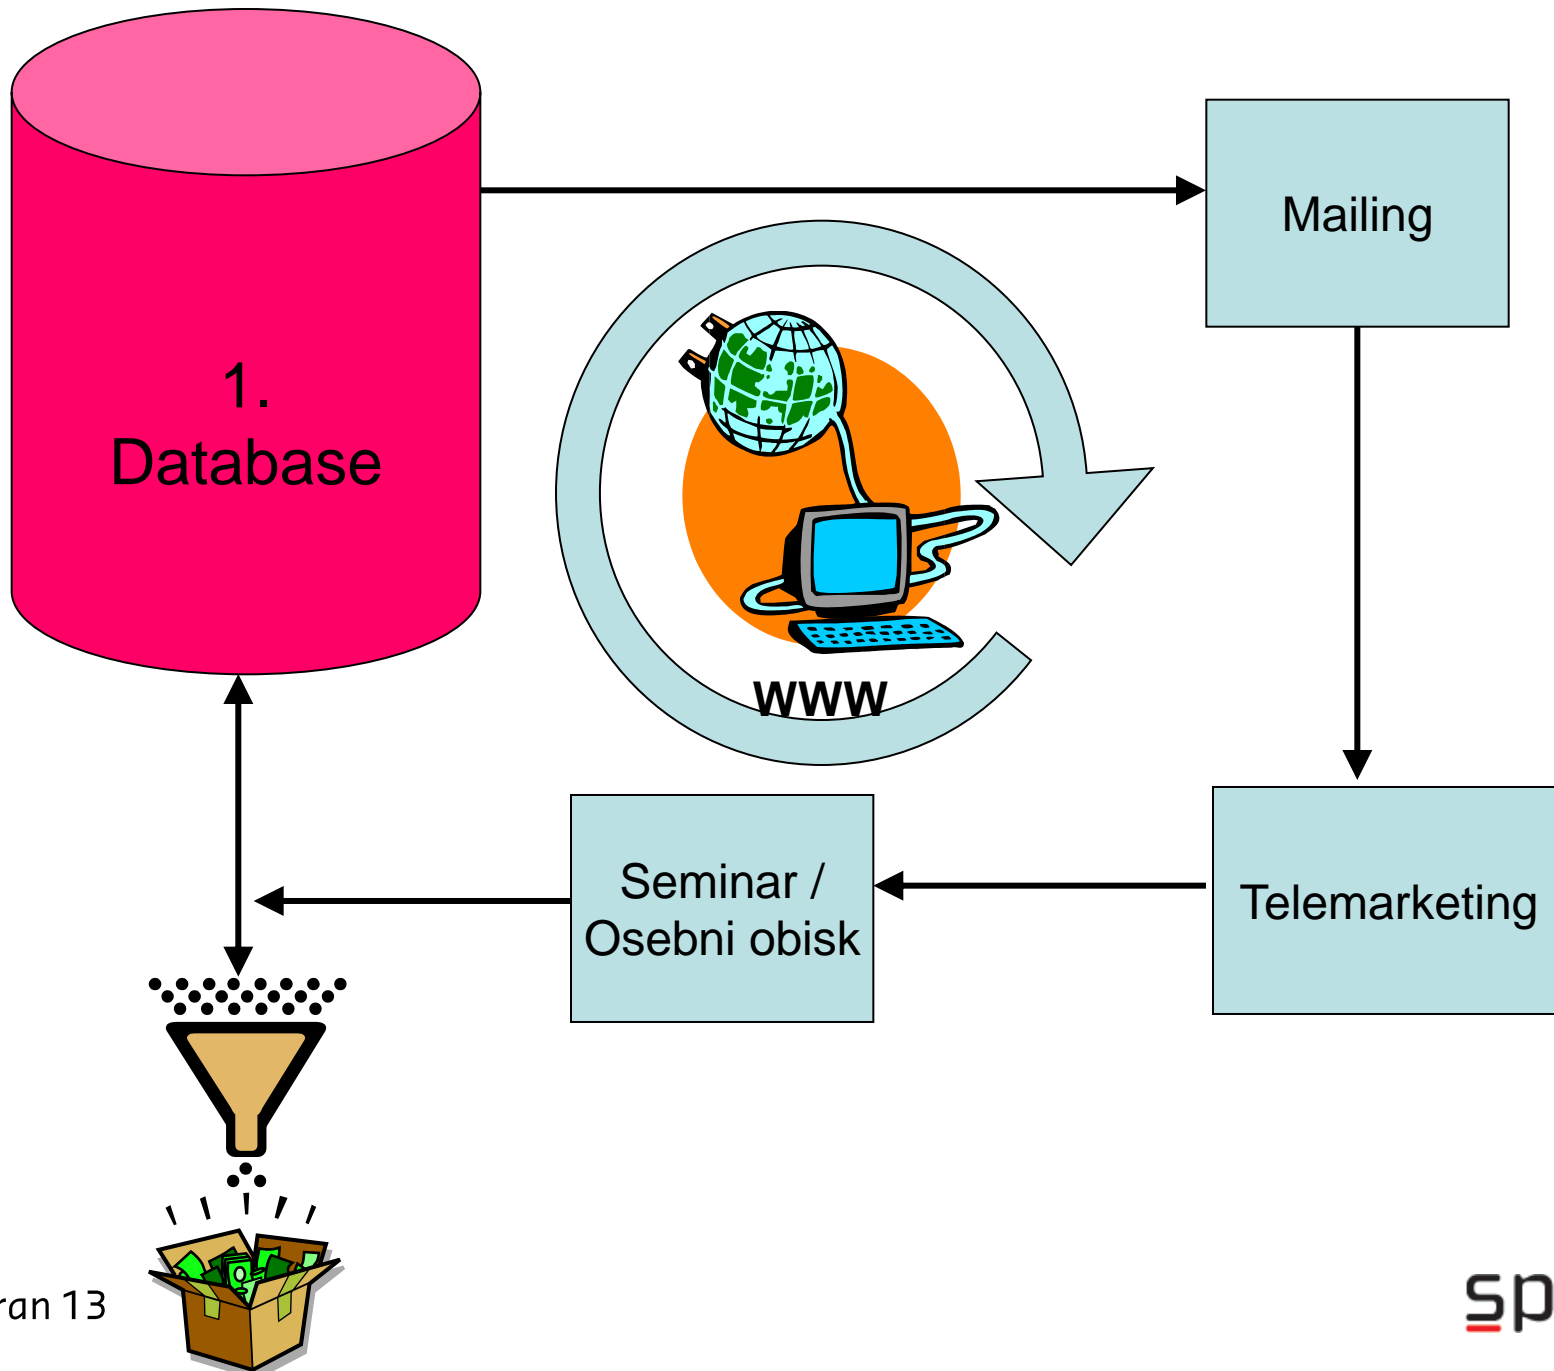 1.
Database
Mailing
WWW
Seminar /
Osebni obisk
Telemarketing
ran 13
sp